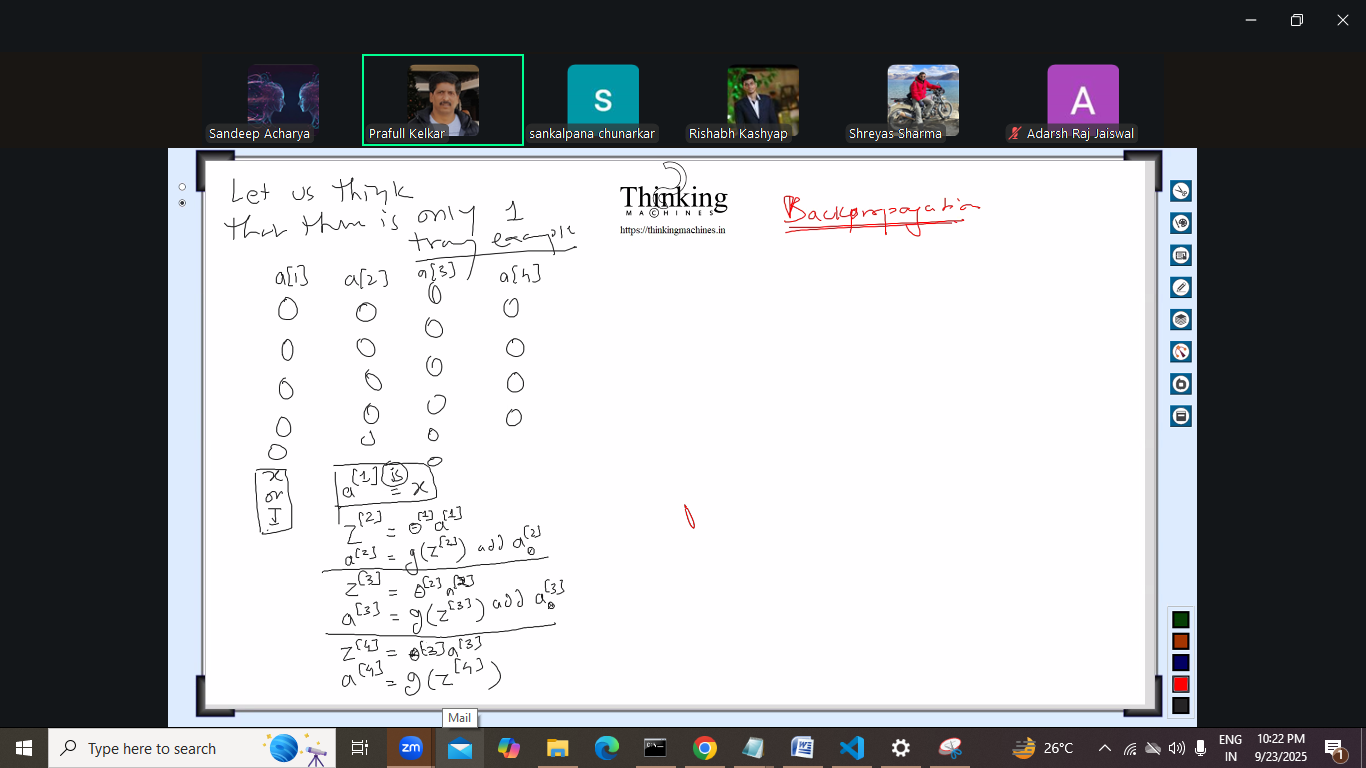 Sandeep Acharya
Prafull Kelkar
S
sankalpana chunarkar
Rishabh Kashyap
Shreyas Sharma
A
Adarsh Raj Jaiswal
Let us think
that there is only 1
trang example
Thinking
MACHINES
https://thinkingmachines.in
Backpropagation
a[1] a[2] a[3] a[4]
x
or
I
a[1] is = x
z[2] = θ[1] a[1]
a[2] = g(z[2]) add a0[2]
z[3] = θ[2] a[2]
a[3] = g(z[3]) add a0[3]
z[4] = θ[3] a[3]
a[4] = g(z[4])
Mail
Type here to search
zm
26°C
ENG
IN
10:22 PM
9/23/2025
1